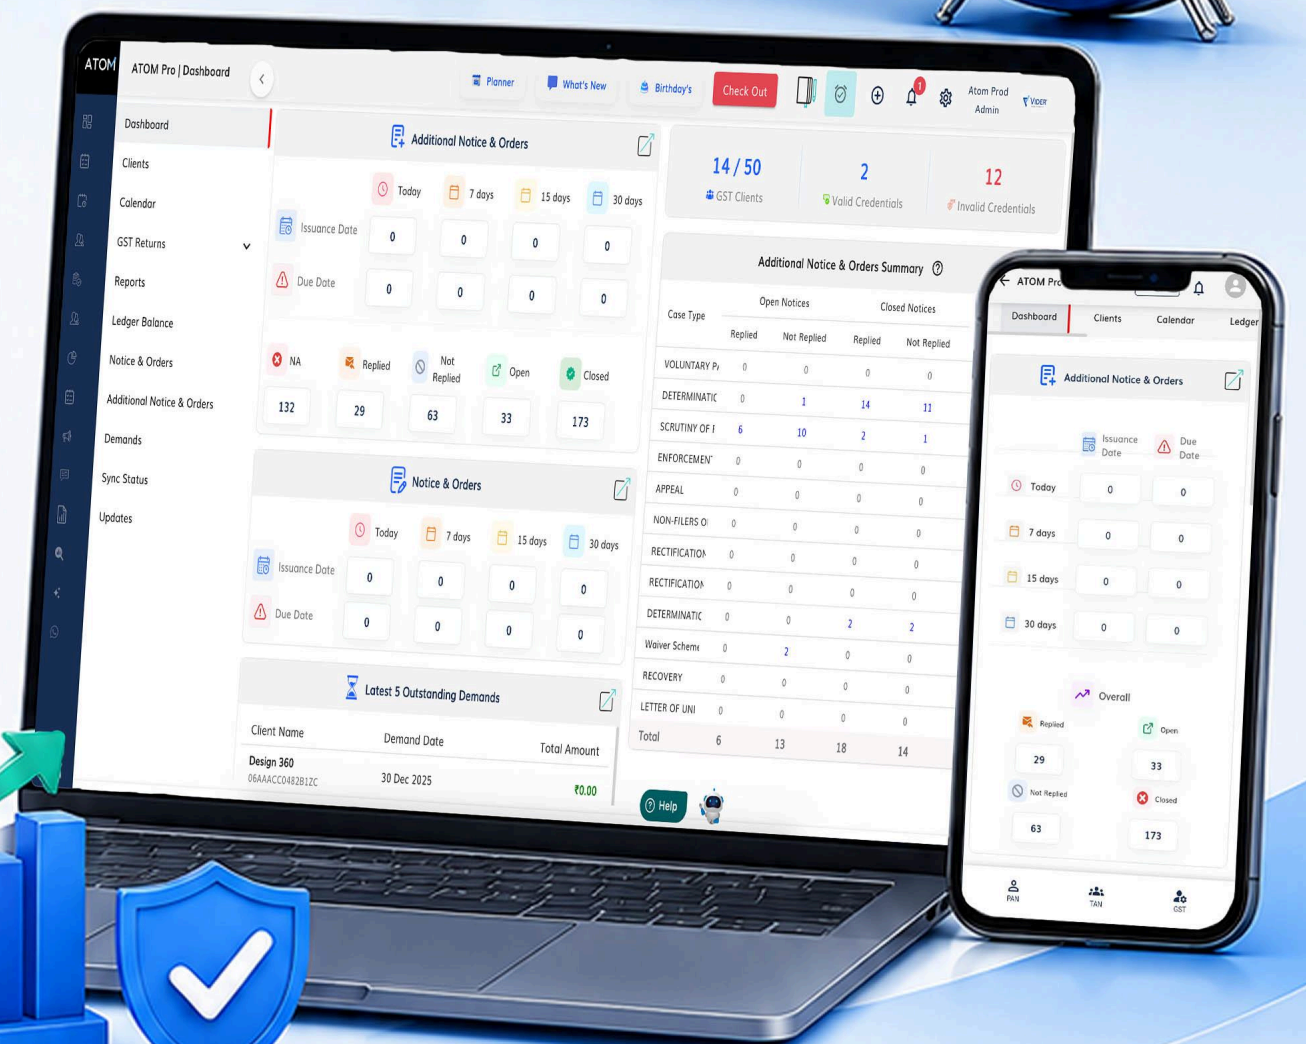 ATOM
ATOM Pro | Dashboard
Planner
What's New
Birthday's
Check Out
1
Atom Prod
Admin
VIDER
Dashboard
Clients
Calendar
GST Returns
Reports
Ledger Balance
Notice & Orders
Additional Notice & Orders
Demands
Sync Status
Updates
Additional Notice & Orders
Today 7 days 15 days 30 days
Issuance Date 0 0 0 0
Due Date 0 0 0 0
NA Replied Not Replied Open Closed
132 29 63 33 173
Notice & Orders
Today 7 days 15 days 30 days
Issuance Date 0 0 0 0
Due Date 0 0 0 0
Latest 5 Outstanding Demands
Client Name Demand Date Total Amount
Design 360
06AAACC0482B1ZC 30 Dec 2025 ₹0.00
14 / 50 2 12
GST Clients Valid Credentials Invalid Credentials
Additional Notice & Orders Summary
Case Type Open Notices Closed Notices
Replied Not Replied Replied Not Replied
VOLUNTARY PA 0 0 0 0
DETERMINATIC 0 1 14 11
SCRUTINY OF F 6 10 2 1
ENFORCEMEN 0 0 0 0
APPEAL 0 0 0 0
NON-FILERS O 0 0 0 0
RECTIFICATION 0 0 0 0
RECTIFICATION 0 0 0 0
DETERMINATIC 0 0 2 2
Waiver Scheme 0 2 0 0
RECOVERY 0 0 0 0
LETTER OF UNI 0 0 0 0
Total 6 13 18 14
Help
ATOM Pro
Dashboard Clients Calendar Ledger
Additional Notice & Orders
Issuance Date Due Date
Today 0 0
7 days 0 0
15 days 0 0
30 days 0 0
Overall
Replied Open
29 33
Not Replied Closed
63 173
PAN TAN GST